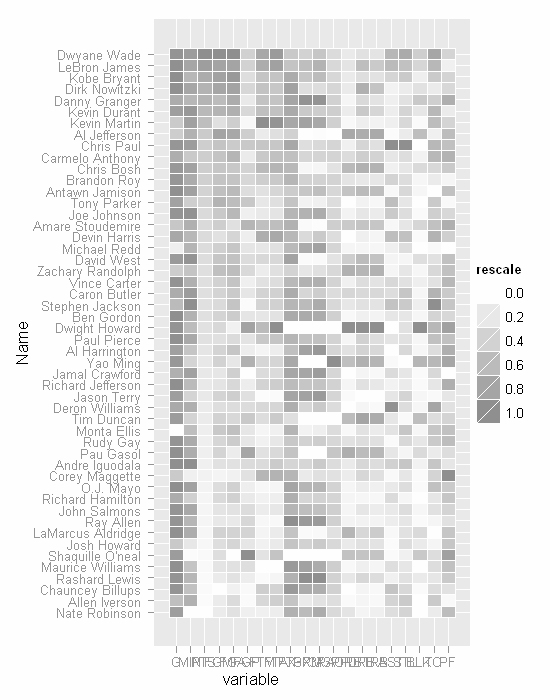 Dwyane Wade
LeBron James
Kobe Bryant
Dirk Nowitzki
Danny Granger
Kevin Durant
Kevin Martin
Al Jefferson
Chris Paul
Carmelo Anthony
Chris Bosh
Brandon Roy
Antawn Jamison
Tony Parker
Joe Johnson
Amare Stoudemire
Devin Harris
Michael Redd
David West
Zachary Randolph
Vince Carter
Caron Butler
Stephen Jackson
Ben Gordon
Dwight Howard
Paul Pierce
Al Harrington
Yao Ming
Jamal Crawford
Richard Jefferson
Jason Terry
Deron Williams
Tim Duncan
Monta Ellis
Rudy Gay
Pau Gasol
Andre Iguodala
Corey Maggette
O.J. Mayo
Richard Hamilton
John Salmons
Ray Allen
LaMarcus Aldridge
Josh Howard
Shaquille O'neal
Maurice Williams
Rashard Lewis
Chauncey Billups
Allen Iverson
Nate Robinson
Name
variable
rescale
0.0
0.2
0.4
0.6
0.8
1.0